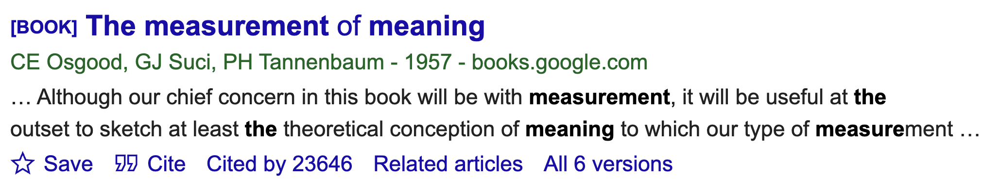 [BOOK] The measurement of meaning
CE Osgood, GJ Suci, PH Tannenbaum - 1957 - books.google.com
… Although our chief concern in this book will be with measurement, it will be useful at the
outset to sketch at least the theoretical conception of meaning to which our type of measurement …
Save Cite Cited by 23646 Related articles All 6 versions